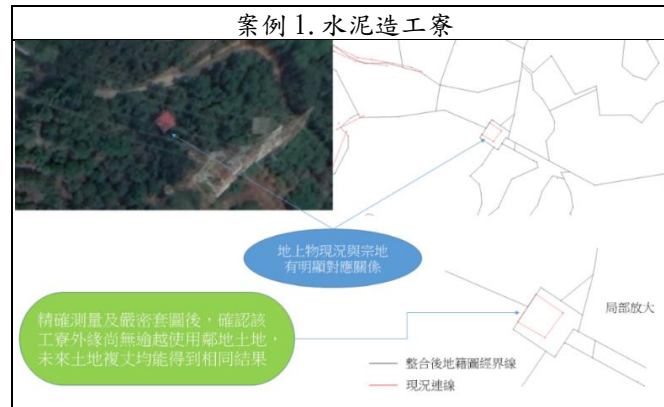 案例1.水泥造工寮
地上物現況與宗地
有明顯對應關係
精確測量及嚴密套圖後，確認該
工寮外緣尚無逾越使用鄰地土地，
未來土地複丈均能得到相同結果
局部放大
整合後地籍圖經界線
現況連線